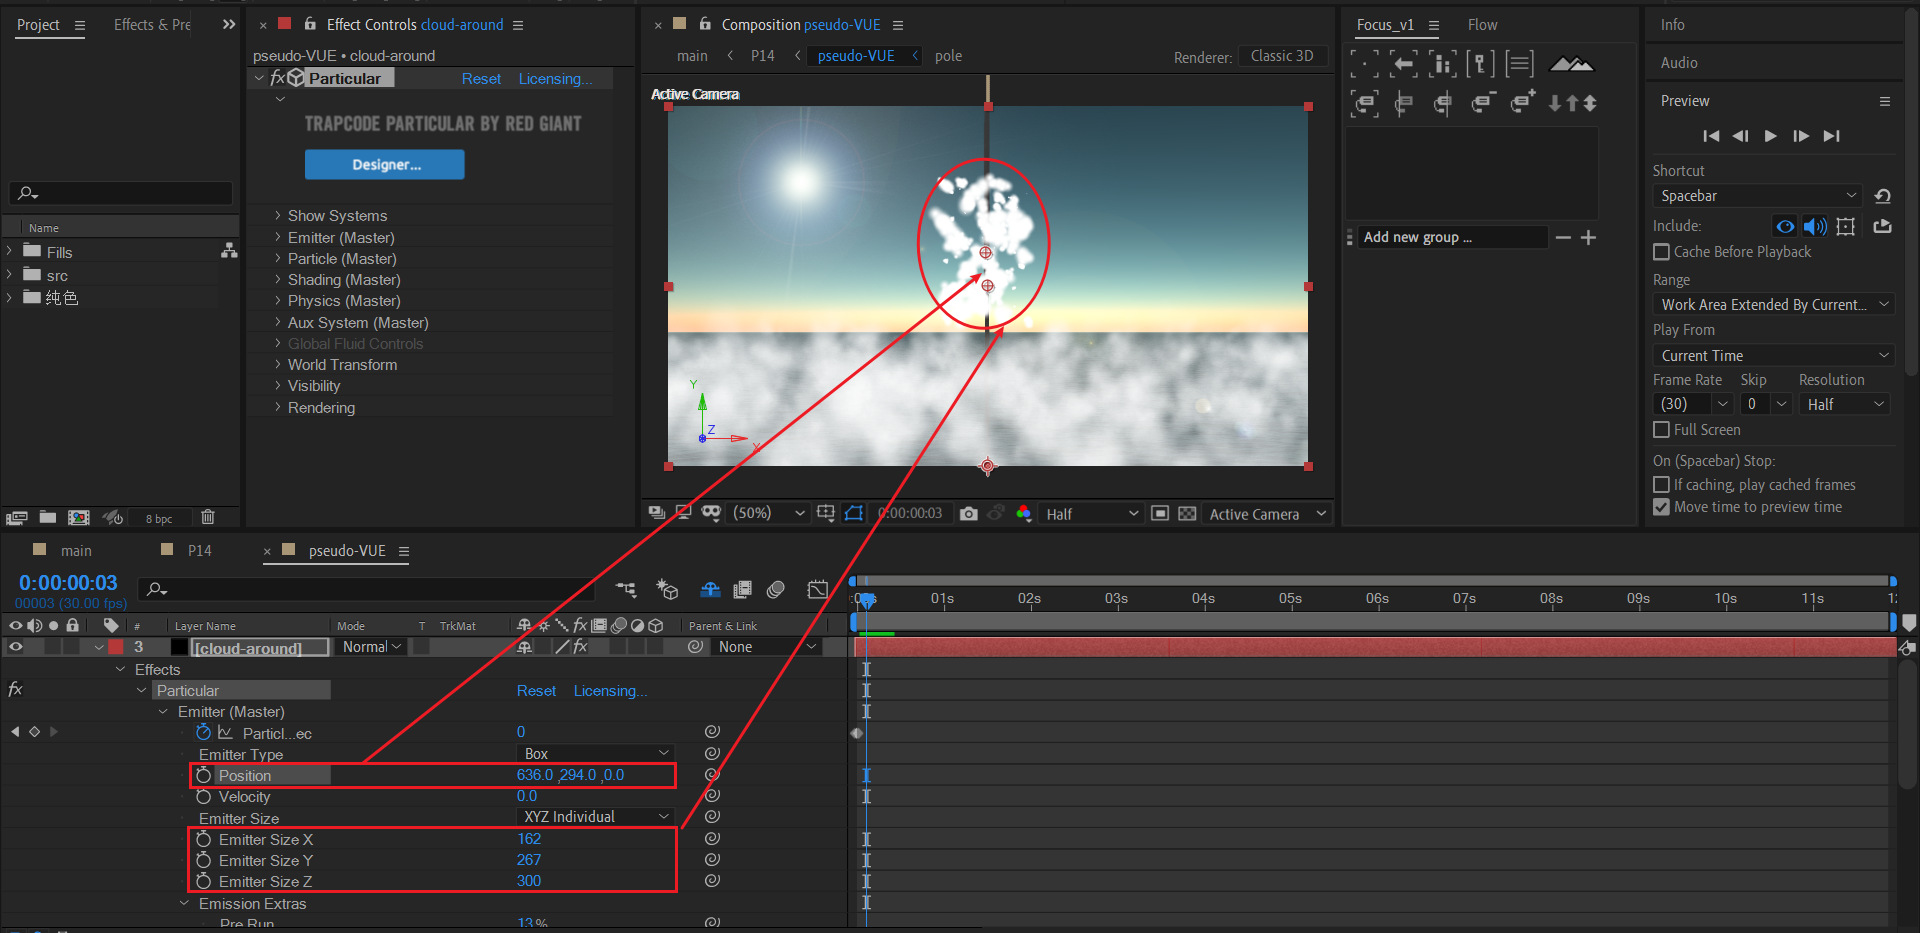 Project
Effects & Pre
Effect Controls cloud-around
Composition pseudo-VUE
Focus_v1
Flow
Info
pseudo-VUE • cloud-around
main
P14
pseudo-VUE
pole
Renderer:
Classic 3D
Audio
fx
Particular
Reset
Licensing...
TRAPCODE PARTICULAR BY RED GIANT
Designer...
Show Systems
Emitter (Master)
Particle (Master)
Shading (Master)
Physics (Master)
Aux System (Master)
Global Fluid Controls
World Transform
Visibility
Rendering
Name
Fills
src
纯色
8 bpc
Active Camera
Y
Z
X
(50%)
0:00:00:03
Half
Active Camera
Add new group ...
Preview
Shortcut
Spacebar
Include:
Cache Before Playback
Range
Work Area Extended By Current...
Play From
Current Time
Frame Rate
Skip
Resolution
(30)
0
Half
Full Screen
On (Spacebar) Stop:
If caching, play cached frames
Move time to preview time
main
P14
pseudo-VUE
0:00:00:03
00003 (30.00 fps)
01s
02s
03s
04s
05s
06s
07s
08s
09s
10s
11s
#
Layer Name
Mode
T
TrkMat
fx
Parent & Link
3
[cloud-around]
Normal
fx
None
Effects
fx
Particular
Reset
Licensing...
Emitter (Master)
Particl...ec
0
Emitter Type
Box
Position
636.0 ,294.0 ,0.0
Velocity
0.0
Emitter Size
XYZ Individual
Emitter Size X
162
Emitter Size Y
267
Emitter Size Z
300
Emission Extras
Pre Run
13%